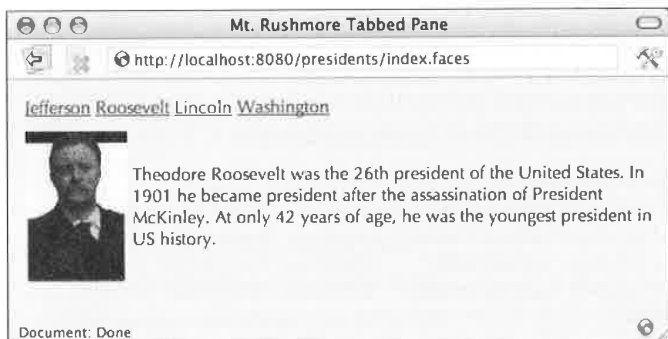 Mt. Rushmore Tabbed Pane
http://localhost:8080/presidents/index.faces
Jefferson Roosevelt Lincoln Washington
Theodore Roosevelt was the 26th president of the United States. In
1901 he became president after the assassination of President
McKinley. At only 42 years of age, he was the youngest president in
US history.
Document: Done